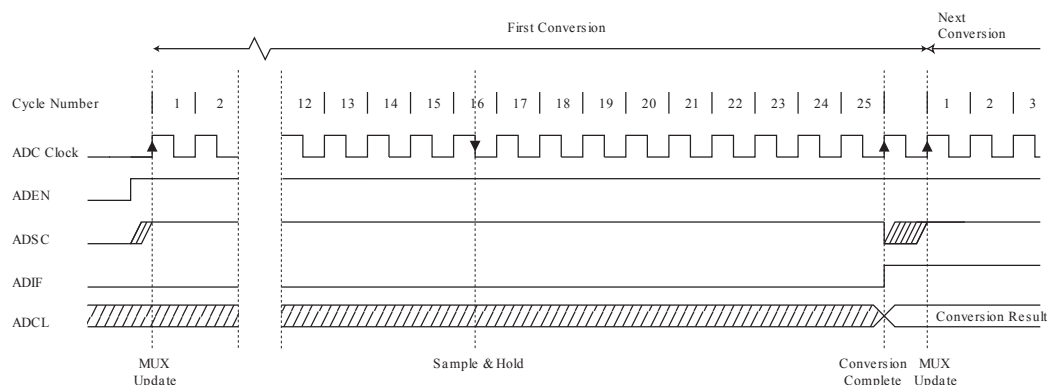 Next
Conversion
First Conversion
Cycle Number 1 2 12 13 14 15 16 17 18 19 20 21 22 23 24 25 1 2 3
ADC Clock
ADEN
ADSC
ADIF
ADCL Conversion Result
MUX Sample & Hold Conversion MUX
Update Complete Update